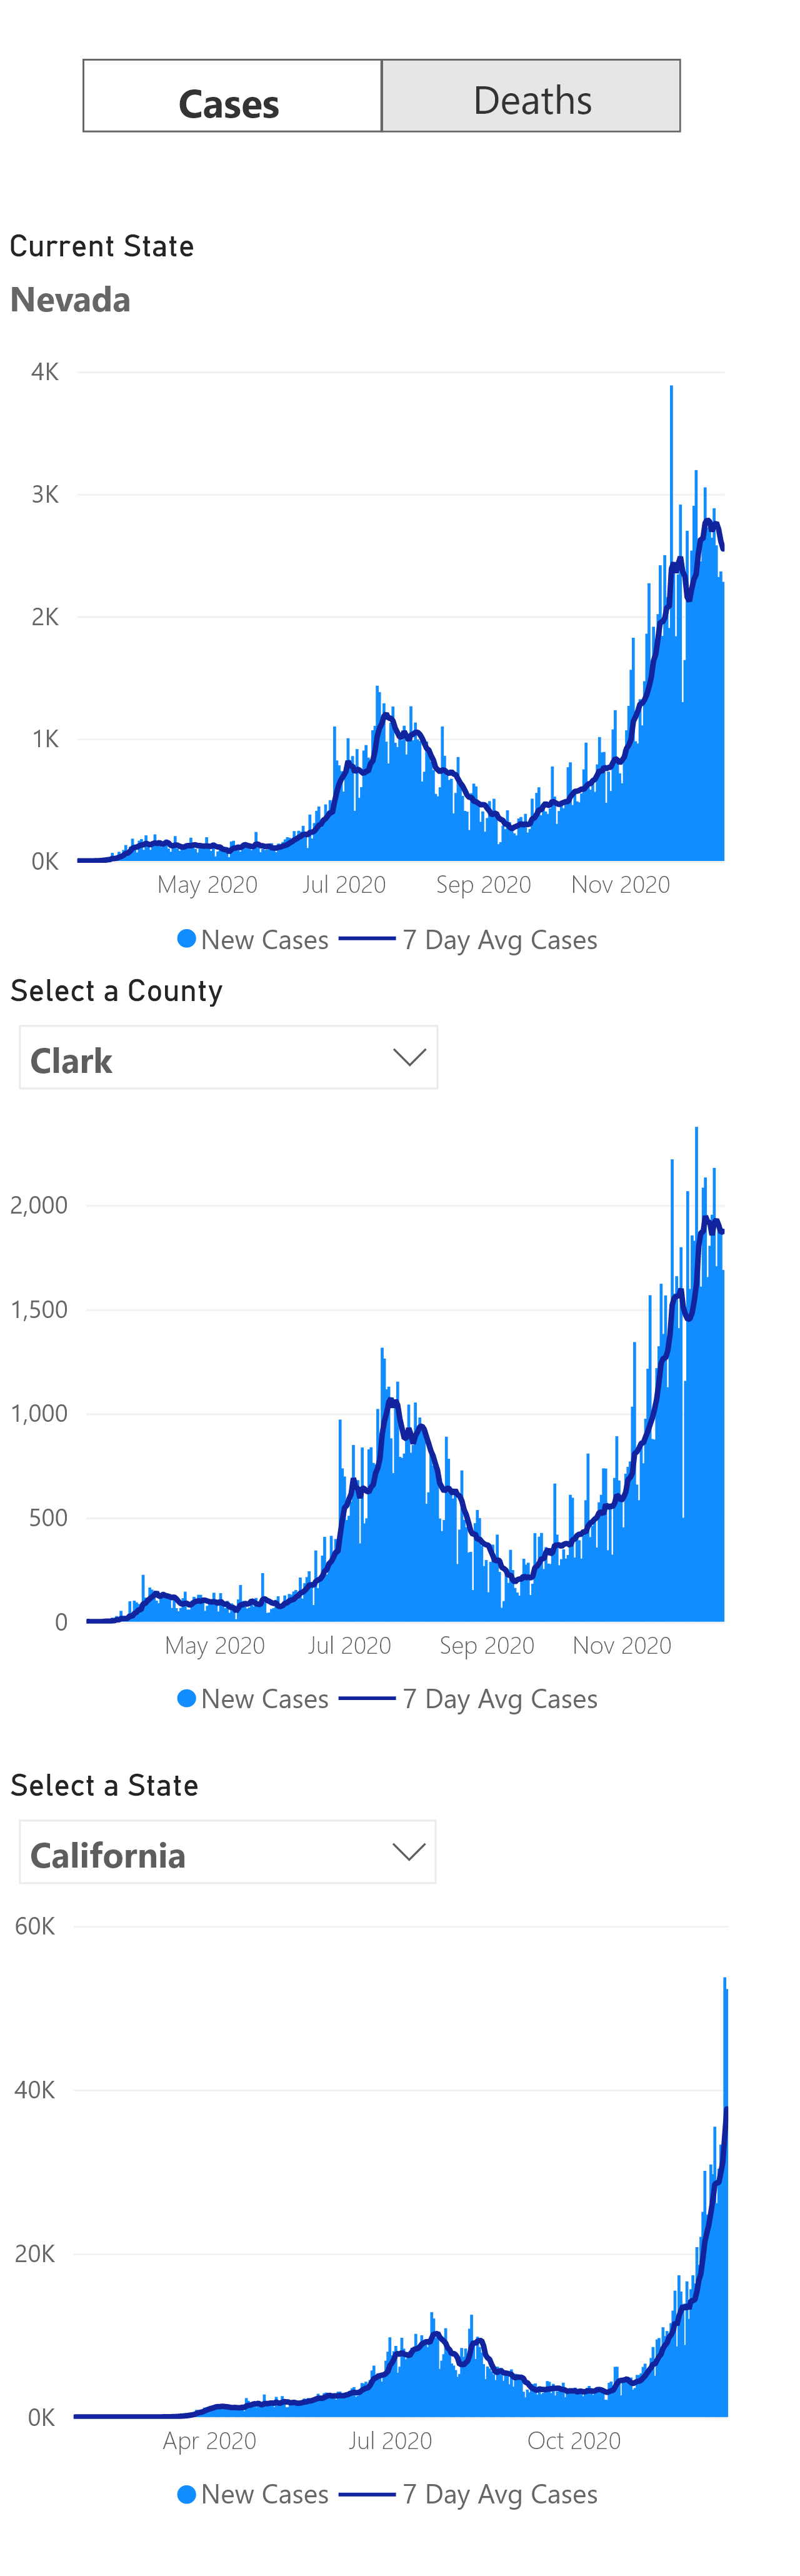 Cases Deaths
Current State
Nevada
4K
3K
2K
1K
0K
May 2020 Jul 2020 Sep 2020 Nov 2020
New Cases 7 Day Avg Cases
Select a County
Clark
2,000
1,500
1,000
500
0
May 2020 Jul 2020 Sep 2020 Nov 2020
New Cases 7 Day Avg Cases
Select a State
California
60K
40K
20K
0K
Apr 2020 Jul 2020 Oct 2020
New Cases 7 Day Avg Cases